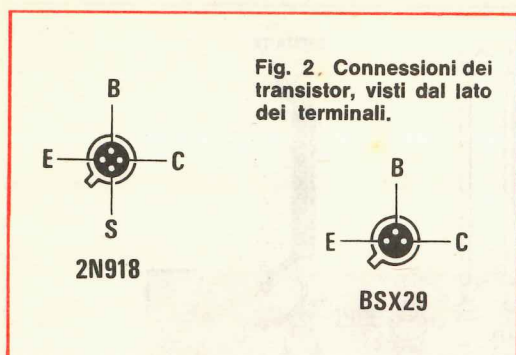 Fig. 2. Connessioni dei
transistor, visti dal lato
dei terminali.
B
E C
S
2N918
B
E C
BSX29